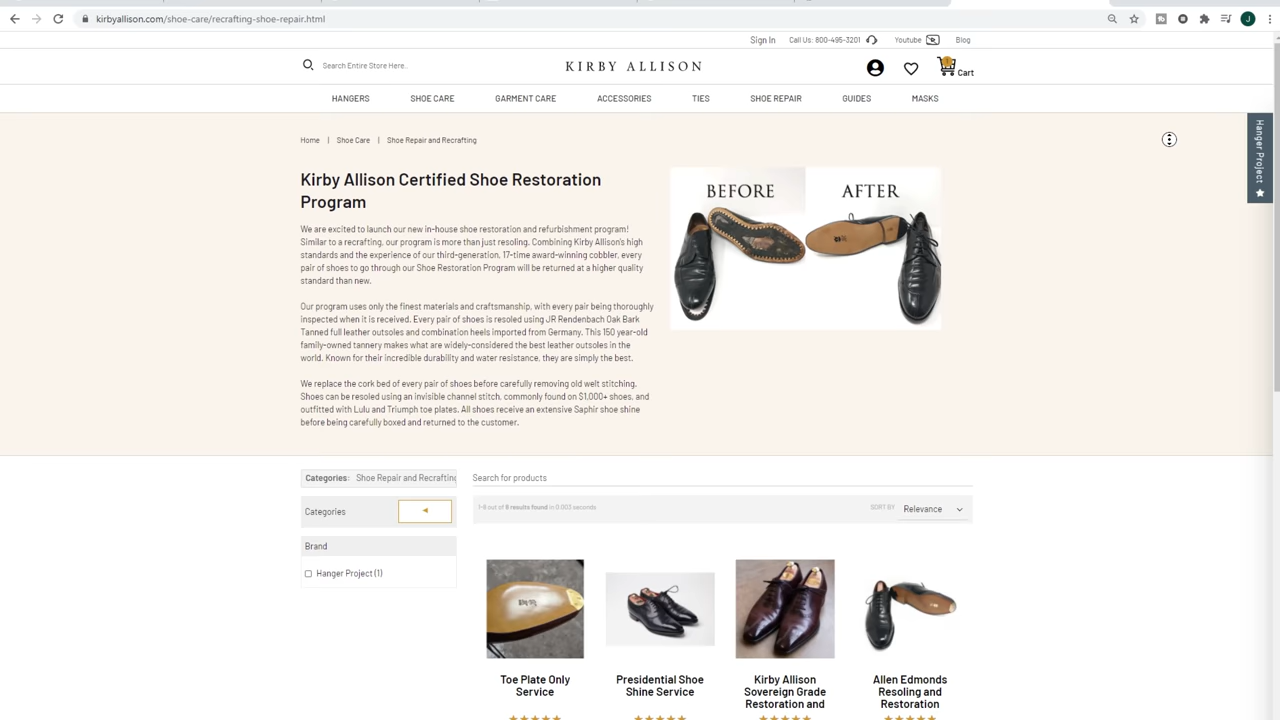 kirbyallison.com/shoe-care/recrafting-shoe-repair.html
J
Sign In Call Us: 800-495-3201 Youtube Blog
Search Entire Store Here.. KIRBY ALLISON Cart
HANGERS SHOE CARE GARMENT CARE ACCESSORIES TIES SHOE REPAIR GUIDES MASKS
Hanger Project
Home | Shoe Care | Shoe Repair and Recrafting
Kirby Allison Certified Shoe Restoration
Program
We are excited to launch our new in-house shoe restoration and refurbishment program!
Similar to a recrafting, our program is more than just resoling. Combining Kirby Allison's high
standards and the experience of our third-generation, 17-time award-winning cobbler, every
pair of shoes to go through our Shoe Restoration Program will be returned at a higher quality
standard than new.
Our program uses only the finest materials and craftsmanship, with every pair being thoroughly
inspected when it is received. Every pair of shoes is resoled using JR Rendenbach Oak Bark
Tanned full leather outsoles and combination heels imported from Germany. This 150 year-old
family-owned tannery makes what are widely-considered the best leather outsoles in the
world. Known for their incredible durability and water resistance, they are simply the best.
We replace the cork bed of every pair of shoes before carefully removing old welt stitching.
Shoes can be resoled using an invisible channel stitch, commonly found on $1,000+ shoes, and
outfitted with Lulu and Triumph toe plates. All shoes receive an extensive Saphir shoe shine
before being carefully boxed and returned to the customer.
BEFORE AFTER
Categories: Shoe Repair and Recrafting
Categories
Brand
Hanger Project (1)
Search for products
1-8 out of 8 results found in 0.003 seconds SORT BY Relevance
Toe Plate Only
Service
Presidential Shoe
Shine Service
Kirby Allison
Sovereign Grade
Restoration and
Allen Edmonds
Resoling and
Restoration